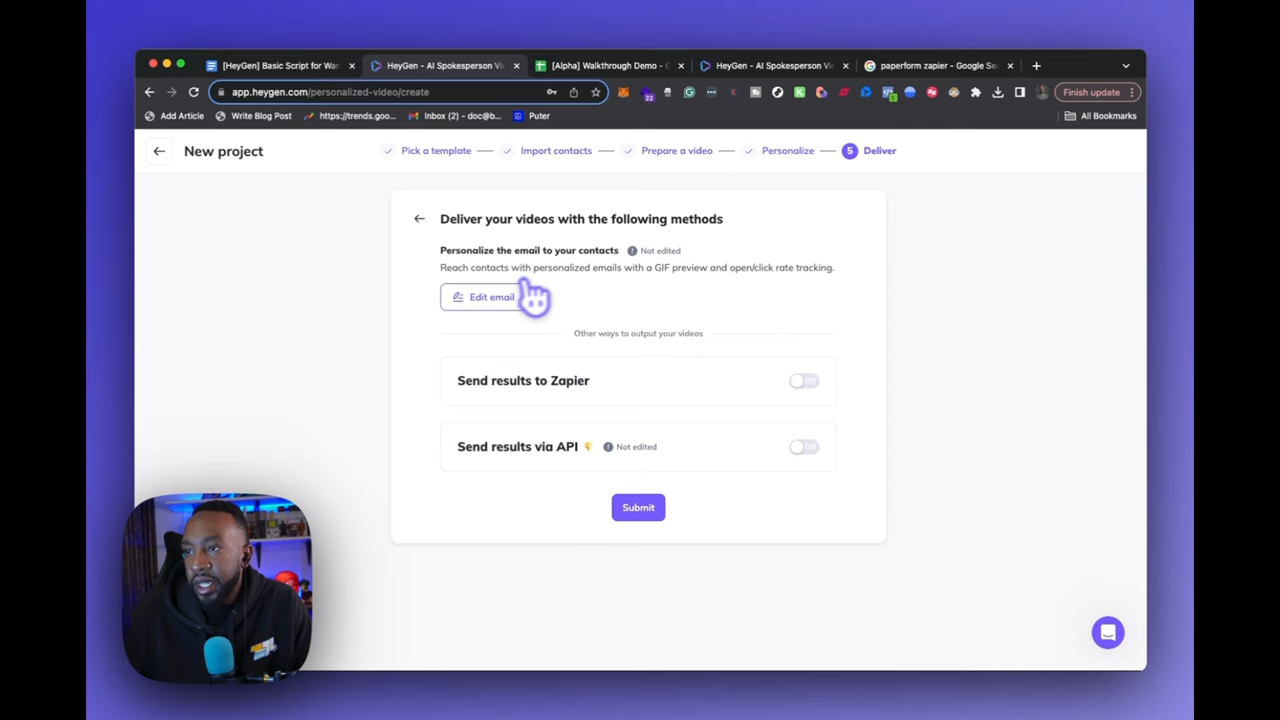 [HeyGen] Basic Script for War
HeyGen - AI Spokesperson Vi
[Alpha] Walkthrough Demo - G
HeyGen - AI Spokesperson Vi
paperform zapier - Google Se
app.heygen.com/personalized-video/create
22
Finish update
Add Article
Write Blog Post
https://trends.goo...
Inbox (2) - doc@b...
Puter
All Bookmarks
New project
Pick a template
Import contacts
Prepare a video
Personalize
5 Deliver
Deliver your videos with the following methods
Personalize the email to your contacts
Not edited
Reach contacts with personalized emails with a GIF preview and open/click rate tracking.
Edit email
Other ways to output your videos
Send results to Zapier
Off
Send results via API
Not edited
Off
Submit